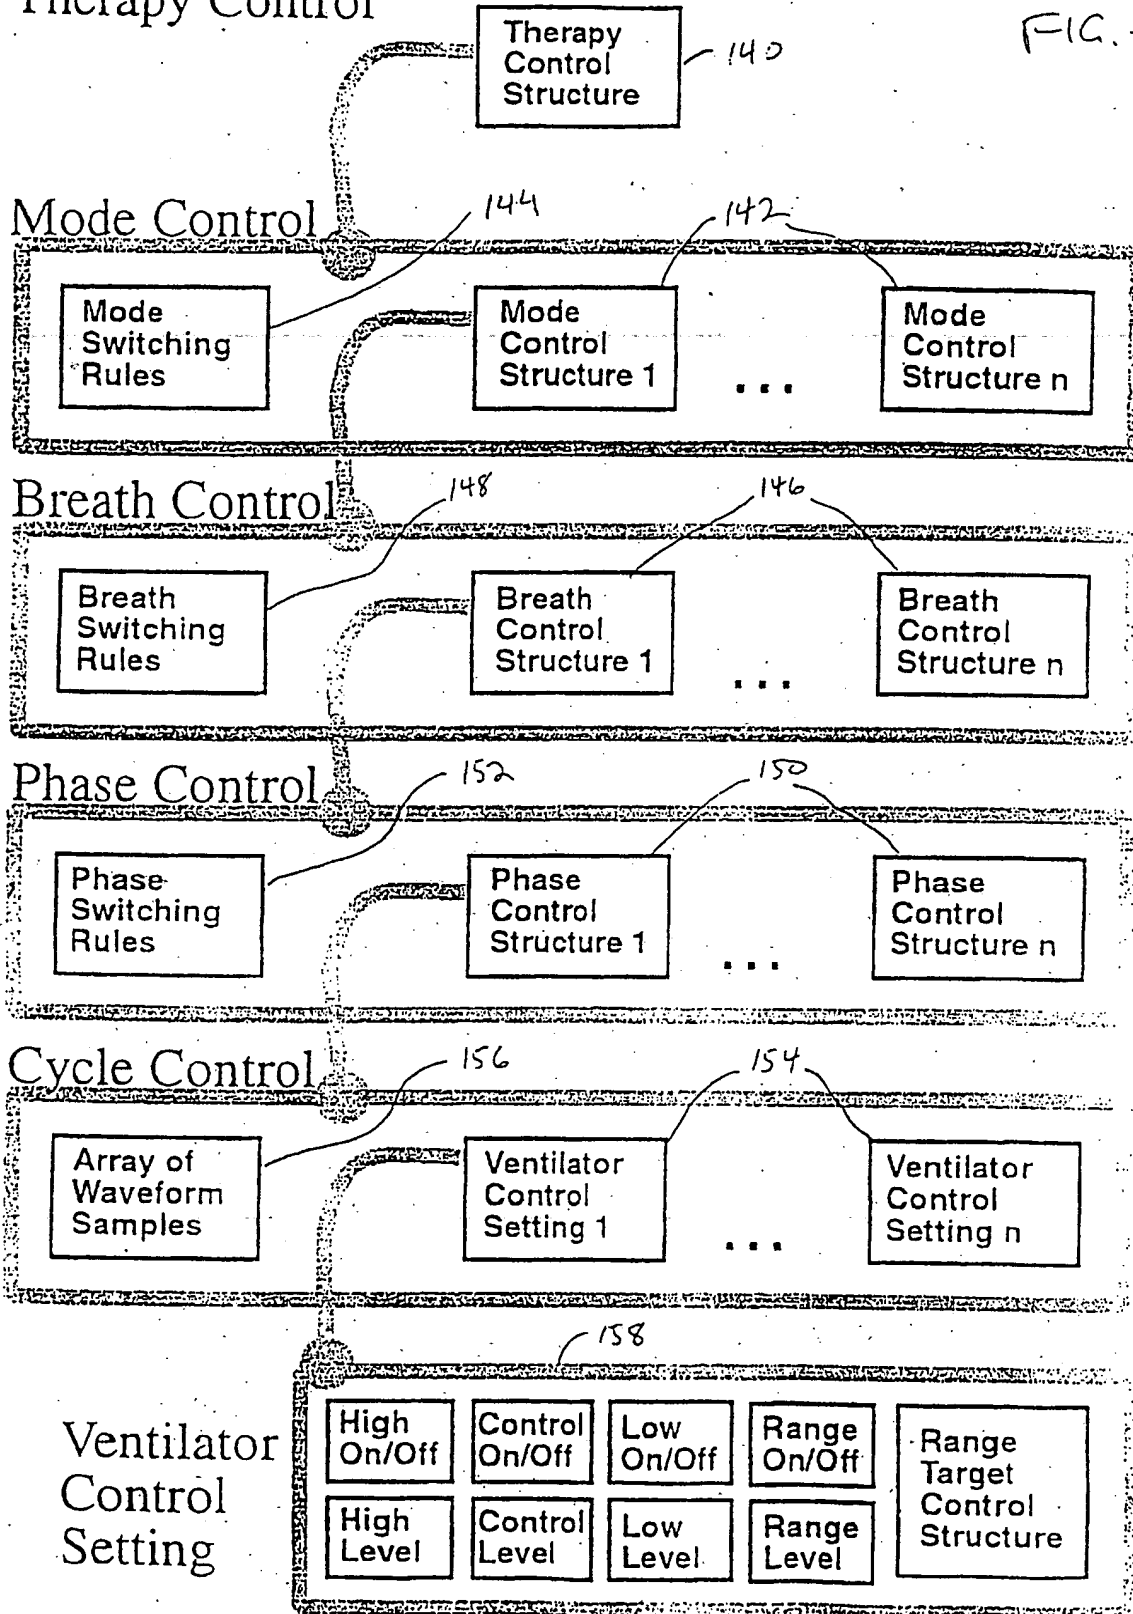 Therapy Control
FIG.
Therapy
Control
Structure
140
Mode Control
144
142
Mode
Switching
Rules
Mode
Control
Structure 1
...
Mode
Control
Structure n
Breath Control
148
146
Breath
Switching
Rules
Breath
Control
Structure 1
...
Breath
Control
Structure n
Phase Control
152
150
Phase
Switching
Rules
Phase
Control
Structure 1
...
Phase
Control
Structure n
Cycle Control
156
154
Array of
Waveform
Samples
Ventilator
Control
Setting 1
...
Ventilator
Control
Setting n
158
Ventilator
Control
Setting
High
On/Off
Control
On/Off
Low
On/Off
Range
On/Off
High
Level
Control
Level
Low
Level
Range
Level
Range
Target
Control
Structure